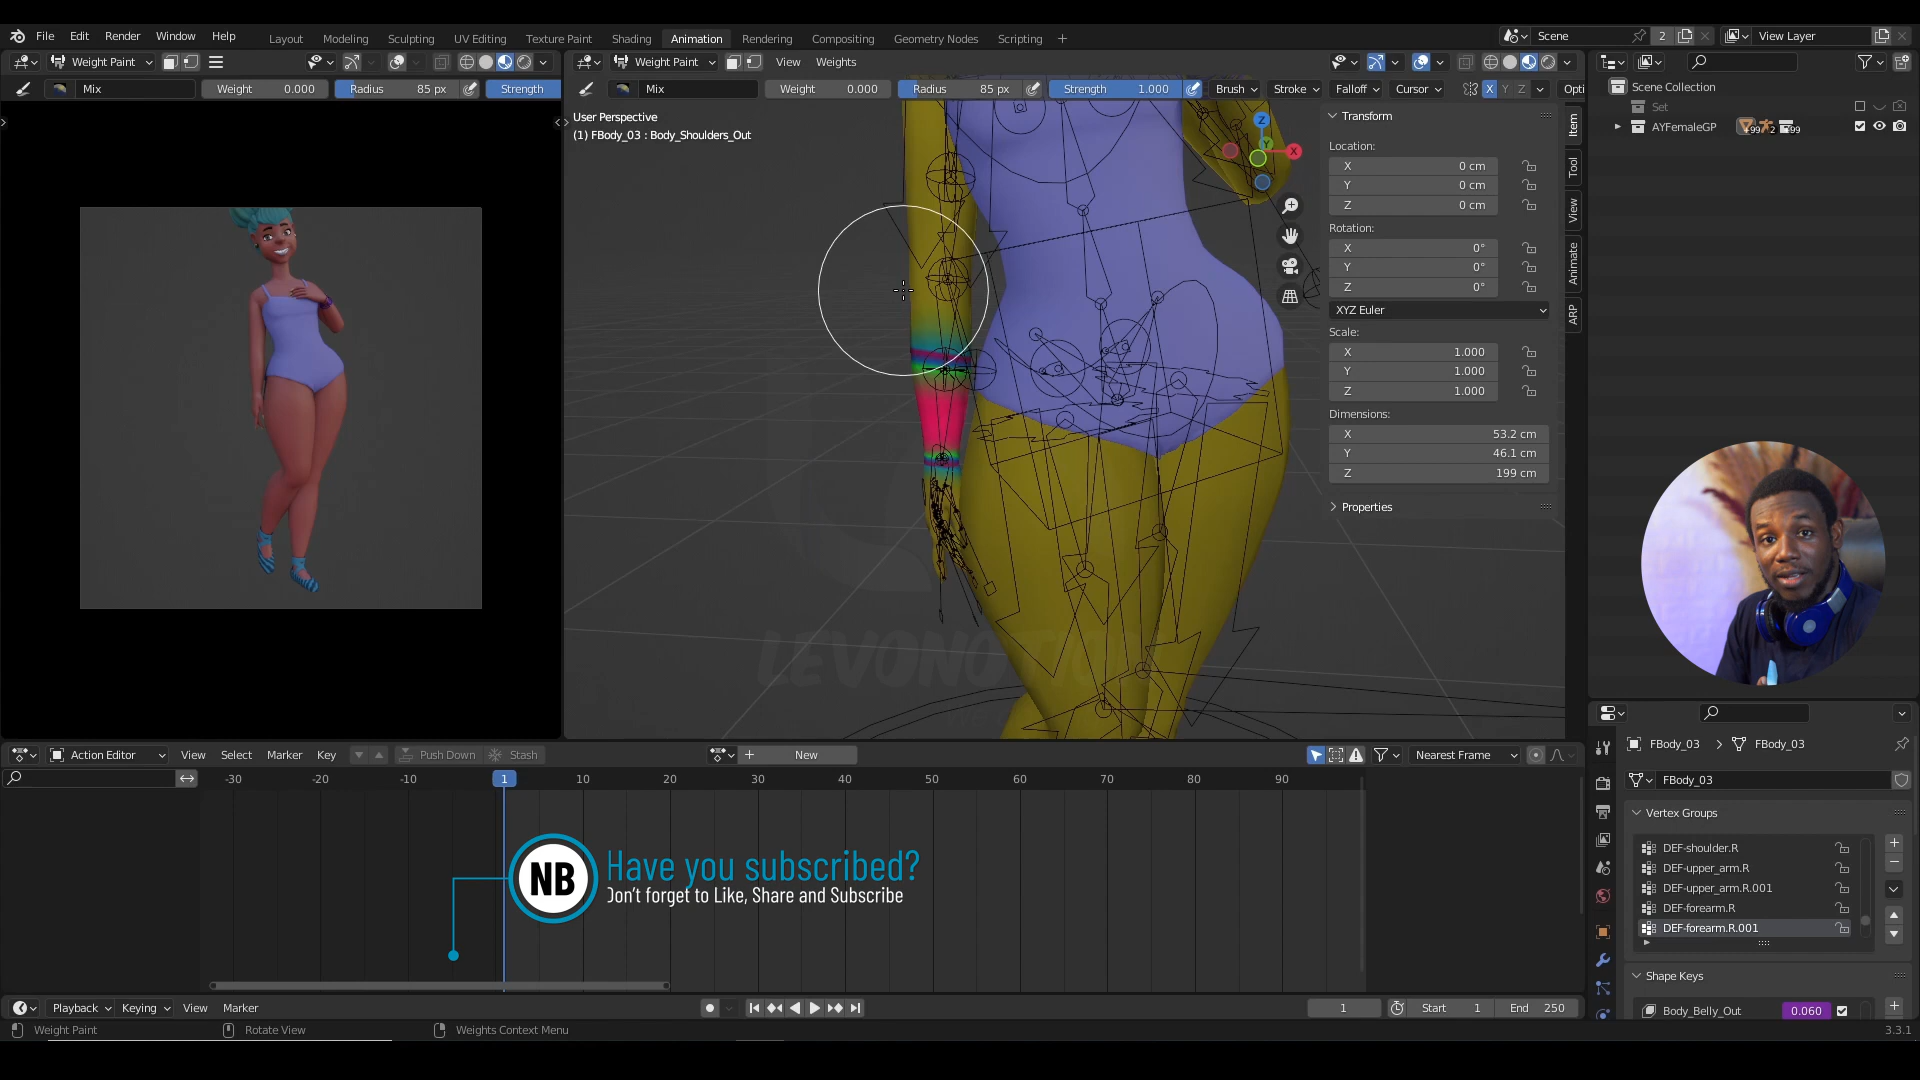 File Edit Render Window Help Layout Modeling Sculpting UV Editing Texture Paint Shading Animation Rendering Compositing Geometry Nodes Scripting + Scene 2 View Layer
Weight Paint Weight Paint View Weights
Mix Weight 0.000 Radius 85 px Strength Mix Weight 0.000 Radius 85 px Strength 1.000 Brush Stroke Falloff Cursor X Y Z Opti
User Perspective
(1) FBody_03 : Body_Shoulders_Out
Z
Y
X
Transform
Location:
X 0 cm
Y 0 cm
Z 0 cm
Rotation:
X 0°
Y 0°
Z 0°
XYZ Euler
Scale:
X 1.000
Y 1.000
Z 1.000
Dimensions:
X 53.2 cm
Y 46.1 cm
Z 199 cm
Properties
Item
Tool
View
Animate
ARP
Scene Collection
Set
AYFemaleGP +99 2 +99
Action Editor View Select Marker Key Push Down Stash + New Nearest Frame
-30 -20 -10 1 10 20 30 40 50 60 70 80 90
NB
Have you subscribed?
Don't forget to Like, Share and Subscribe
FBody_03 > FBody_03
FBody_03
Vertex Groups
DEF-shoulder.R
DEF-upper_arm.R
DEF-upper_arm.R.001
DEF-forearm.R
DEF-forearm.R.001
Shape Keys
Body_Belly_Out 0.060
Playback Keying View Marker 1 Start 1 End 250
Weight Paint Rotate View Weights Context Menu 3.3.1